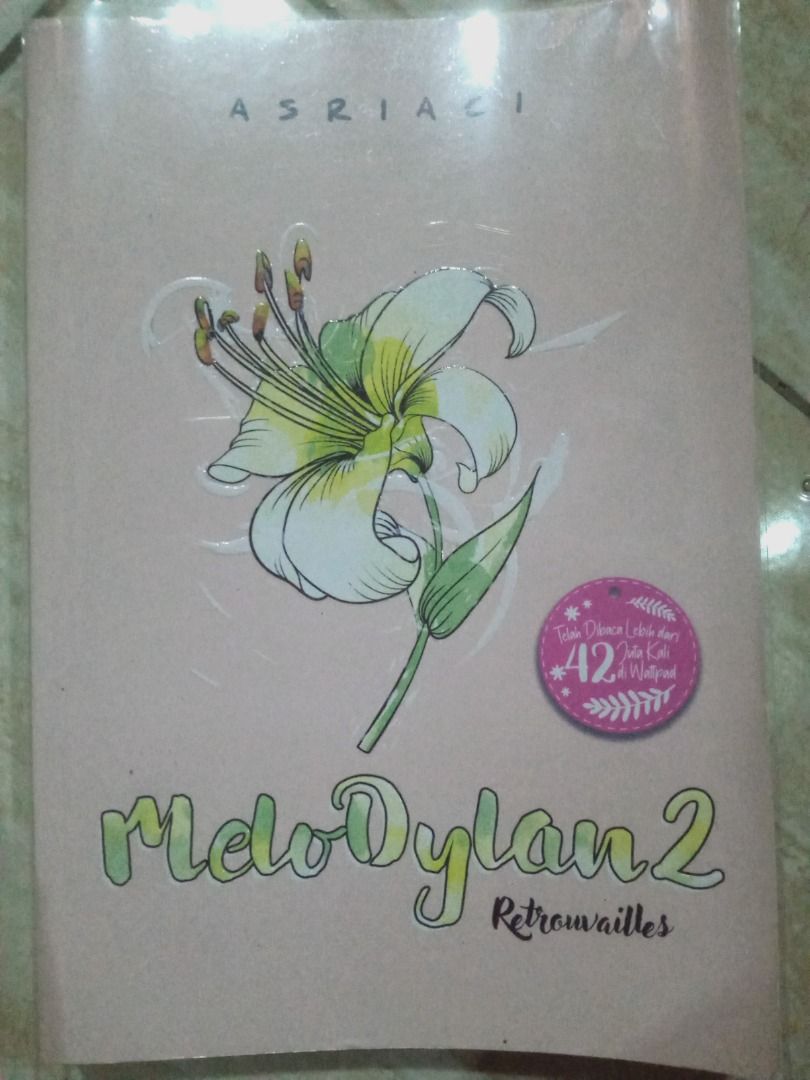 ASRIACI
Telah Dibaca Lebih dari
42 Juta Kali
di Wattpad
MeloDylan 2
Retrouvailles